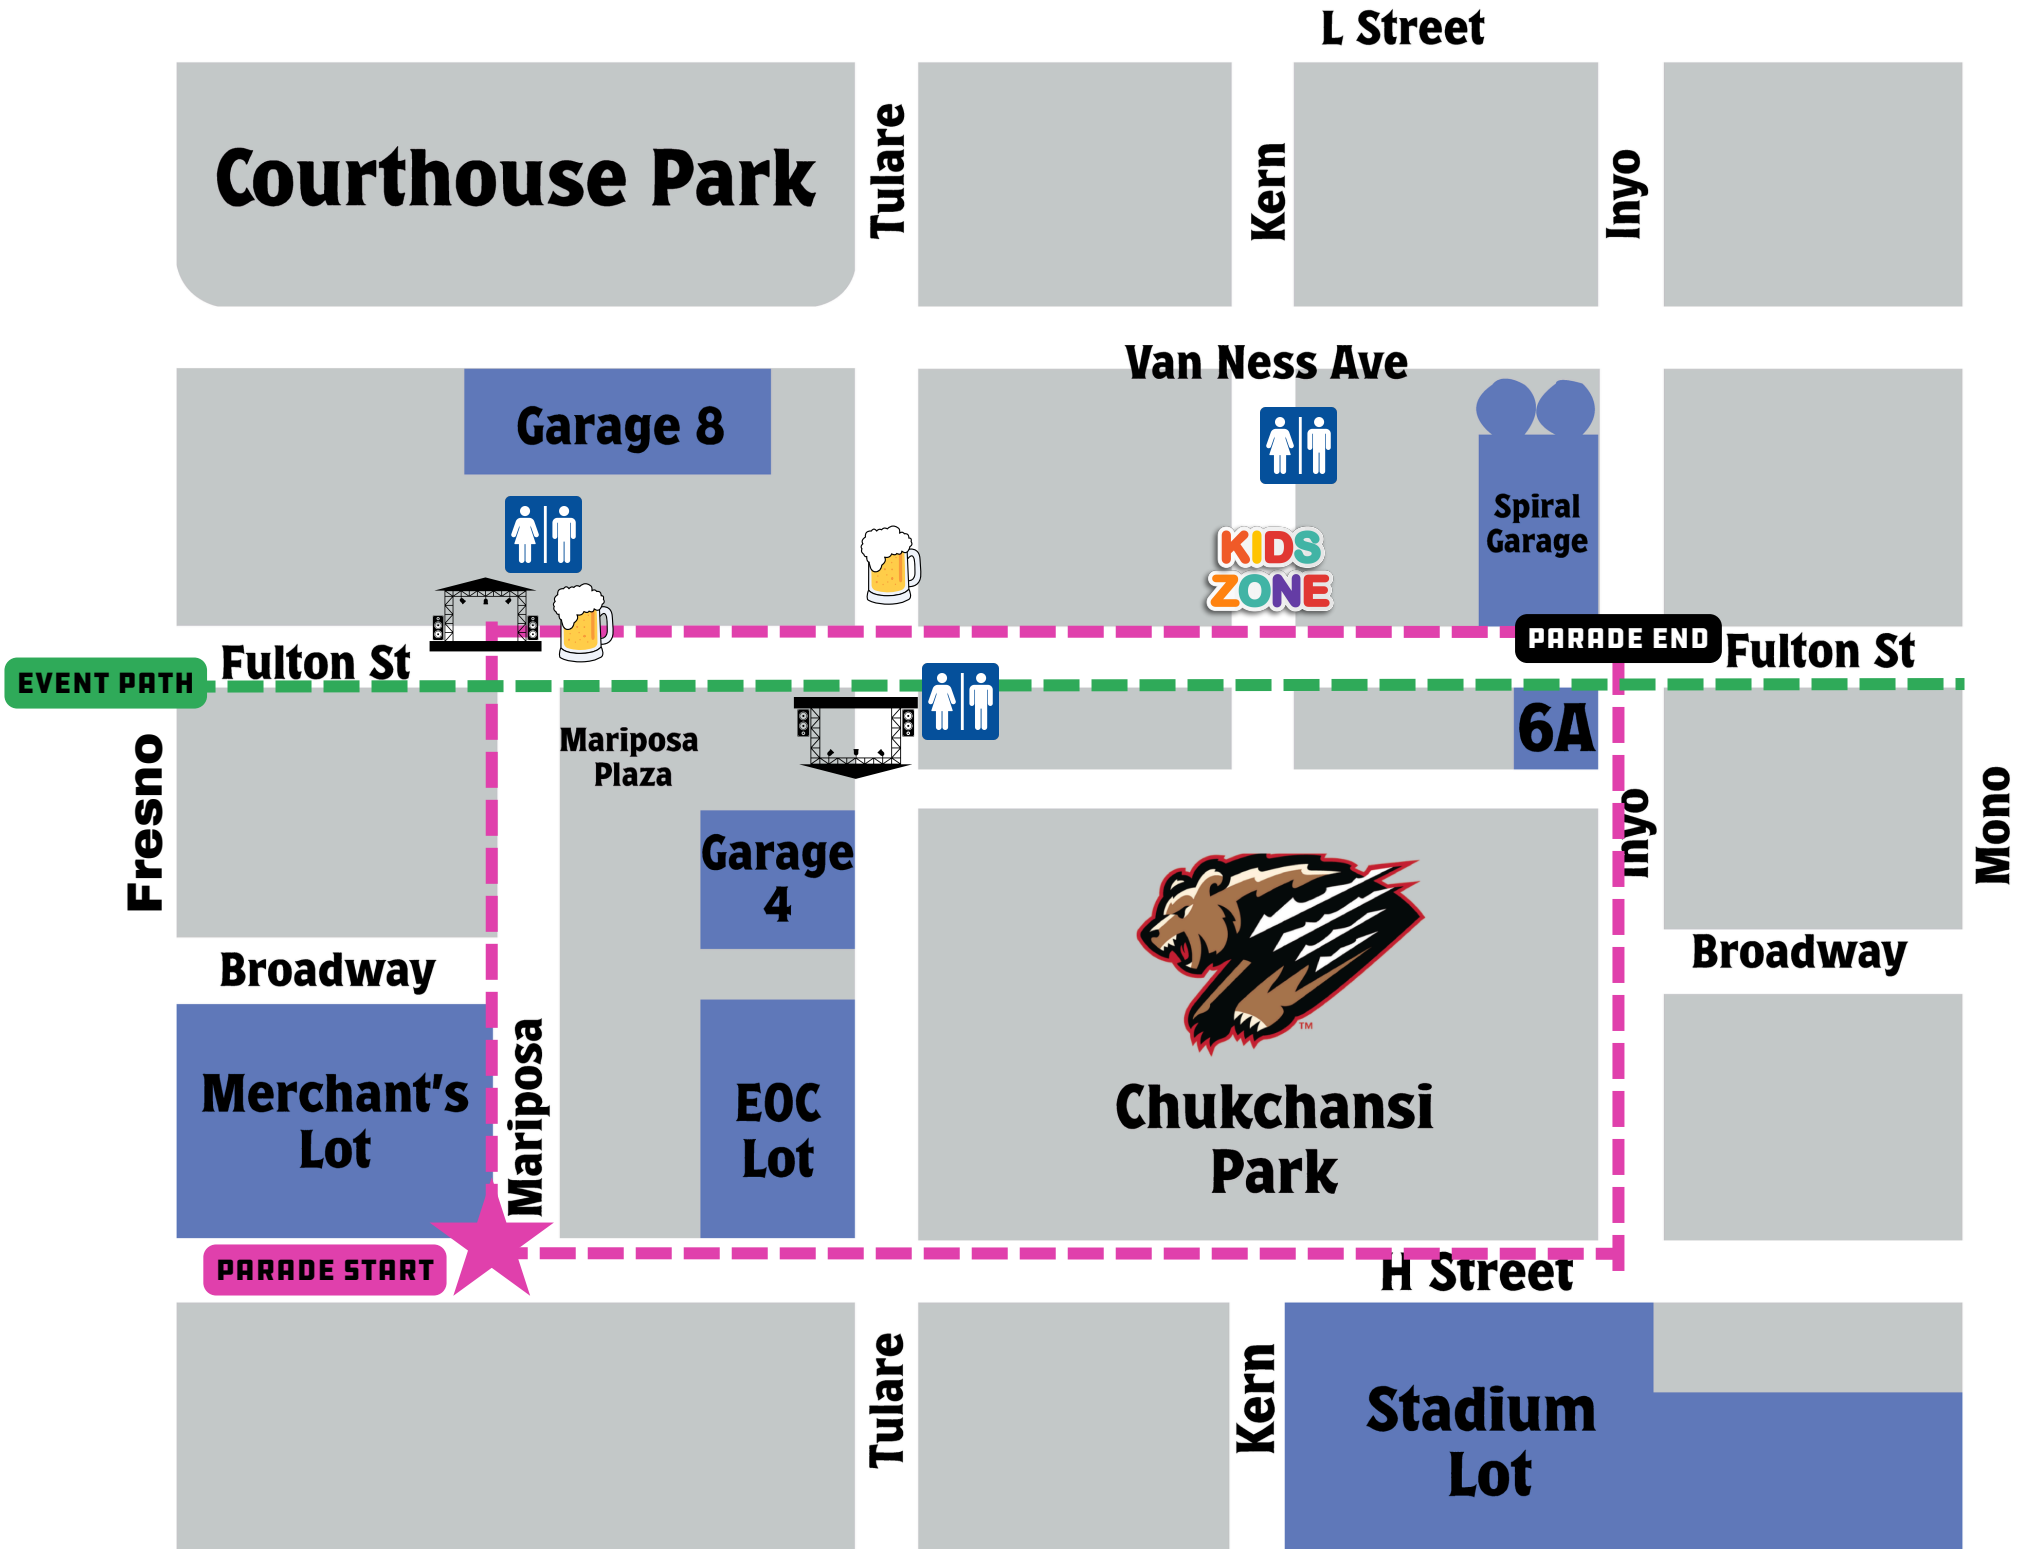 L Street
Courthouse Park
Tulare
Kern
Inyo
Van Ness Ave
Garage 8
Spiral
Garage
KIDS
ZONE
PARADE END
EVENT PATH
Fulton St
Fulton St
Mariposa
Plaza
6A
Fresno
Garage
4
Inyo
Mono
Broadway
Broadway
Merchant's
Lot
Mariposa
EOC
Lot
TM
Chukchansi
Park
PARADE START
H Street
Tulare
Kern
Stadium
Lot